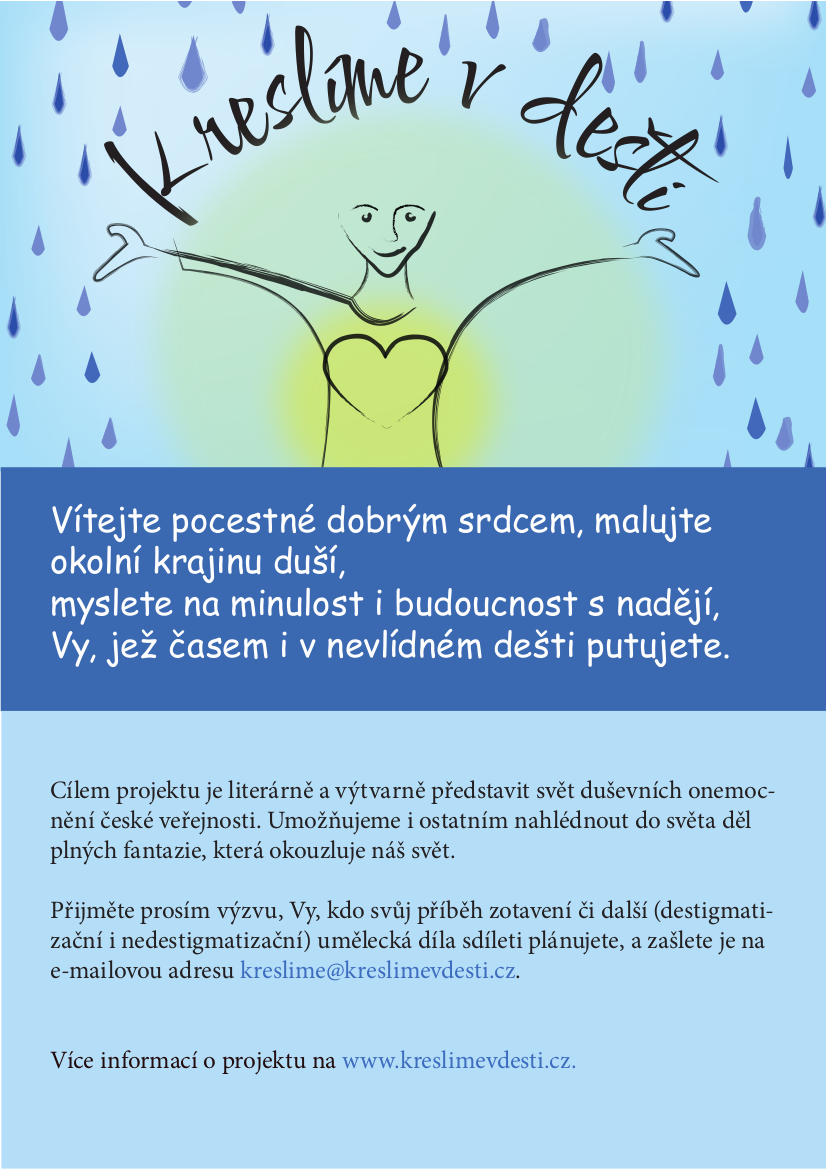 Kreslíme v dešti
Vítejte pocestné dobrým srdcem, malujte
okolní krajinu duší,
myslete na minulost i budoucnost s nadějí,
Vy, jež časem i v nevlídném dešti putujete.
Cílem projektu je literárně a výtvarně představit svět duševních onemoc-
nění české veřejnosti. Umožňujeme i ostatním nahlédnout do světa děl
plných fantazie, která okouzluje náš svět.
Přijměte prosím výzvu, Vy, kdo svůj příběh zotavení či další (destigmati-
zační i nedestigmatizační) umělecká díla sdíleti plánujete, a zašlete je na
e-mailovou adresu kreslime@kreslimevdesti.cz.
Více informací o projektu na www.kreslimevdesti.cz.